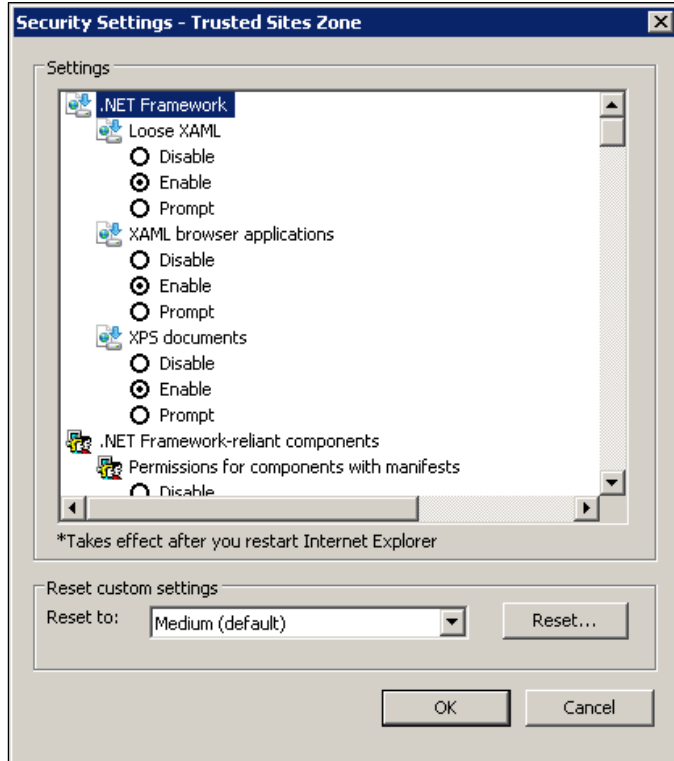 Security Settings - Trusted Sites Zone
Settings
.NET Framework
Loose XAML
Disable
Enable
Prompt
XAML browser applications
Disable
Enable
Prompt
XPS documents
Disable
Enable
Prompt
.NET Framework-reliant components
Permissions for components with manifests
Disable
*Takes effect after you restart Internet Explorer
Reset custom settings
Reset to: Medium (default) Reset...
OK Cancel